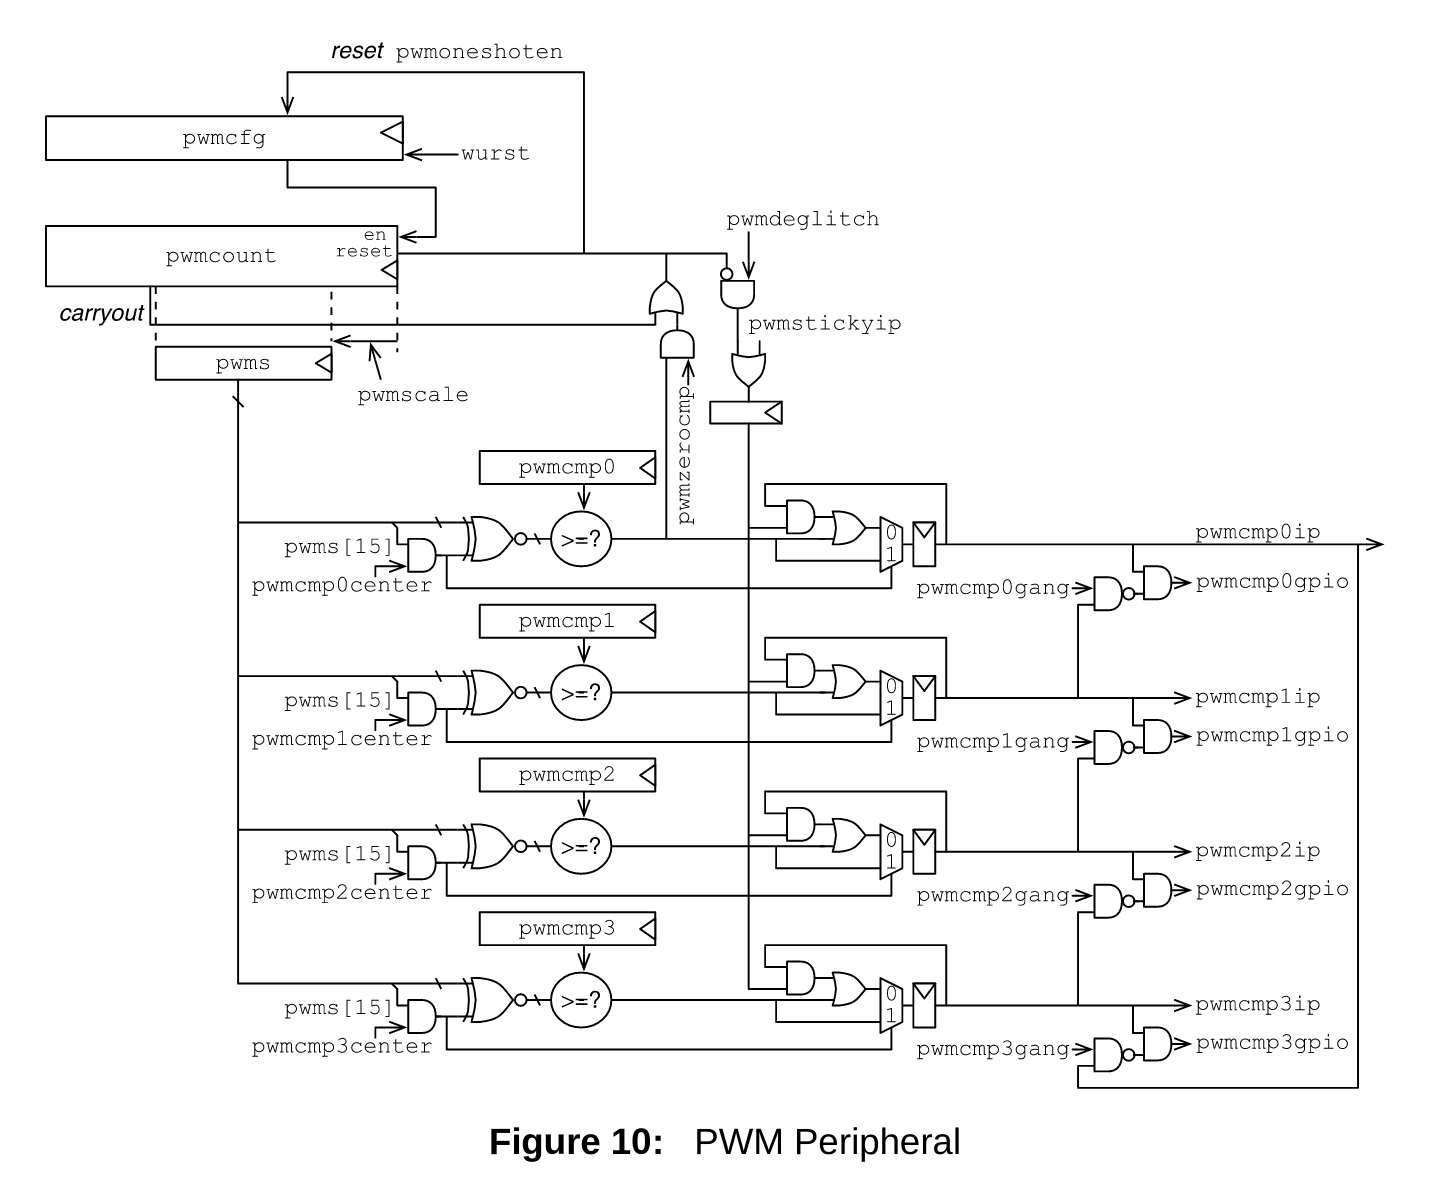 reset pwmoneshoten
pwmcfg
wurst
pwmdeglitch
en
reset
pwmcount
carryout
pwmstickyip
pwms
pwmscale
pwmzerocmp
pwmcmp0
0
1
pwmcmp0ip
pwms[15]
>=?
pwmcmp0center
pwmcmp0gang
pwmcmp0gpio
pwmcmp1
0
1
pwmcmp1ip
pwms[15]
>=?
pwmcmp1center
pwmcmp1gang
pwmcmp1gpio
pwmcmp2
0
1
pwmcmp2ip
pwms[15]
>=?
pwmcmp2center
pwmcmp2gang
pwmcmp2gpio
pwmcmp3
0
1
pwmcmp3ip
pwms[15]
>=?
pwmcmp3center
pwmcmp3gang
pwmcmp3gpio
Figure 10: PWM Peripheral